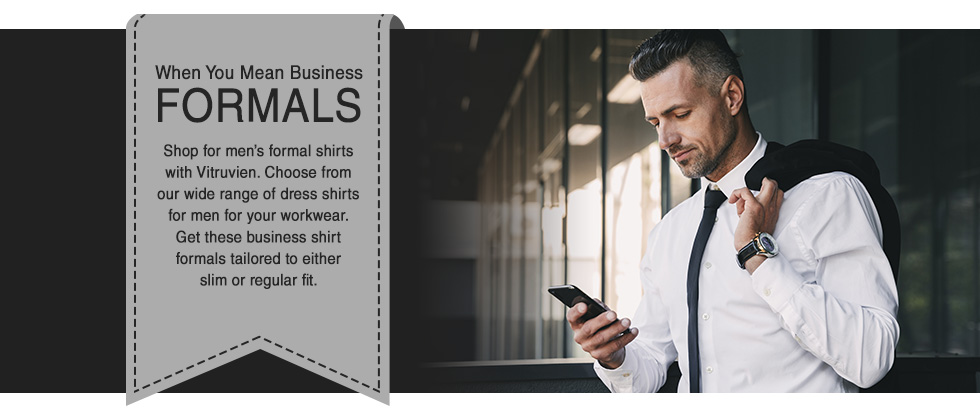 When You Mean Business
FORMALS
Shop for men's formal shirts
with Vitruvien. Choose from
our wide range of dress shirts
for men for your workwear.
Get these business shirt
formals tailored to either
slim or regular fit.